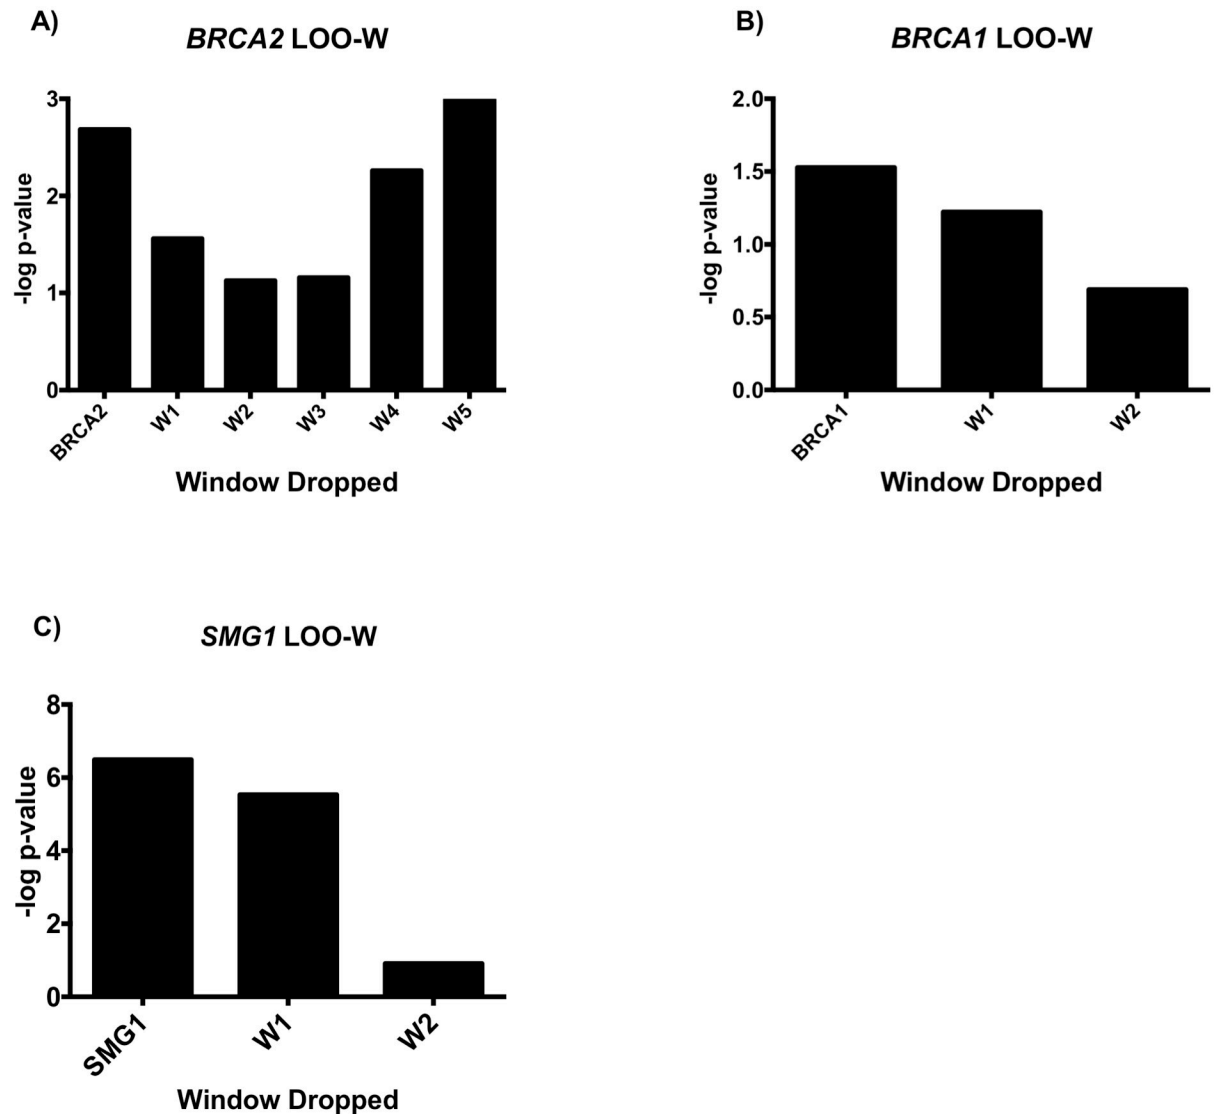 A)
BRCA2 LOO-W
3
2
1
0
-log p-value
BRCA2
W1
W2
W3
W4
W5
Window Dropped
B)
BRCA1 LOO-W
2.0
1.5
1.0
0.5
0.0
-log p-value
BRCA1
W1
W2
Window Dropped
C)
SMG1 LOO-W
8
6
4
2
0
-log p-value
SMG1
W1
W2
Window Dropped